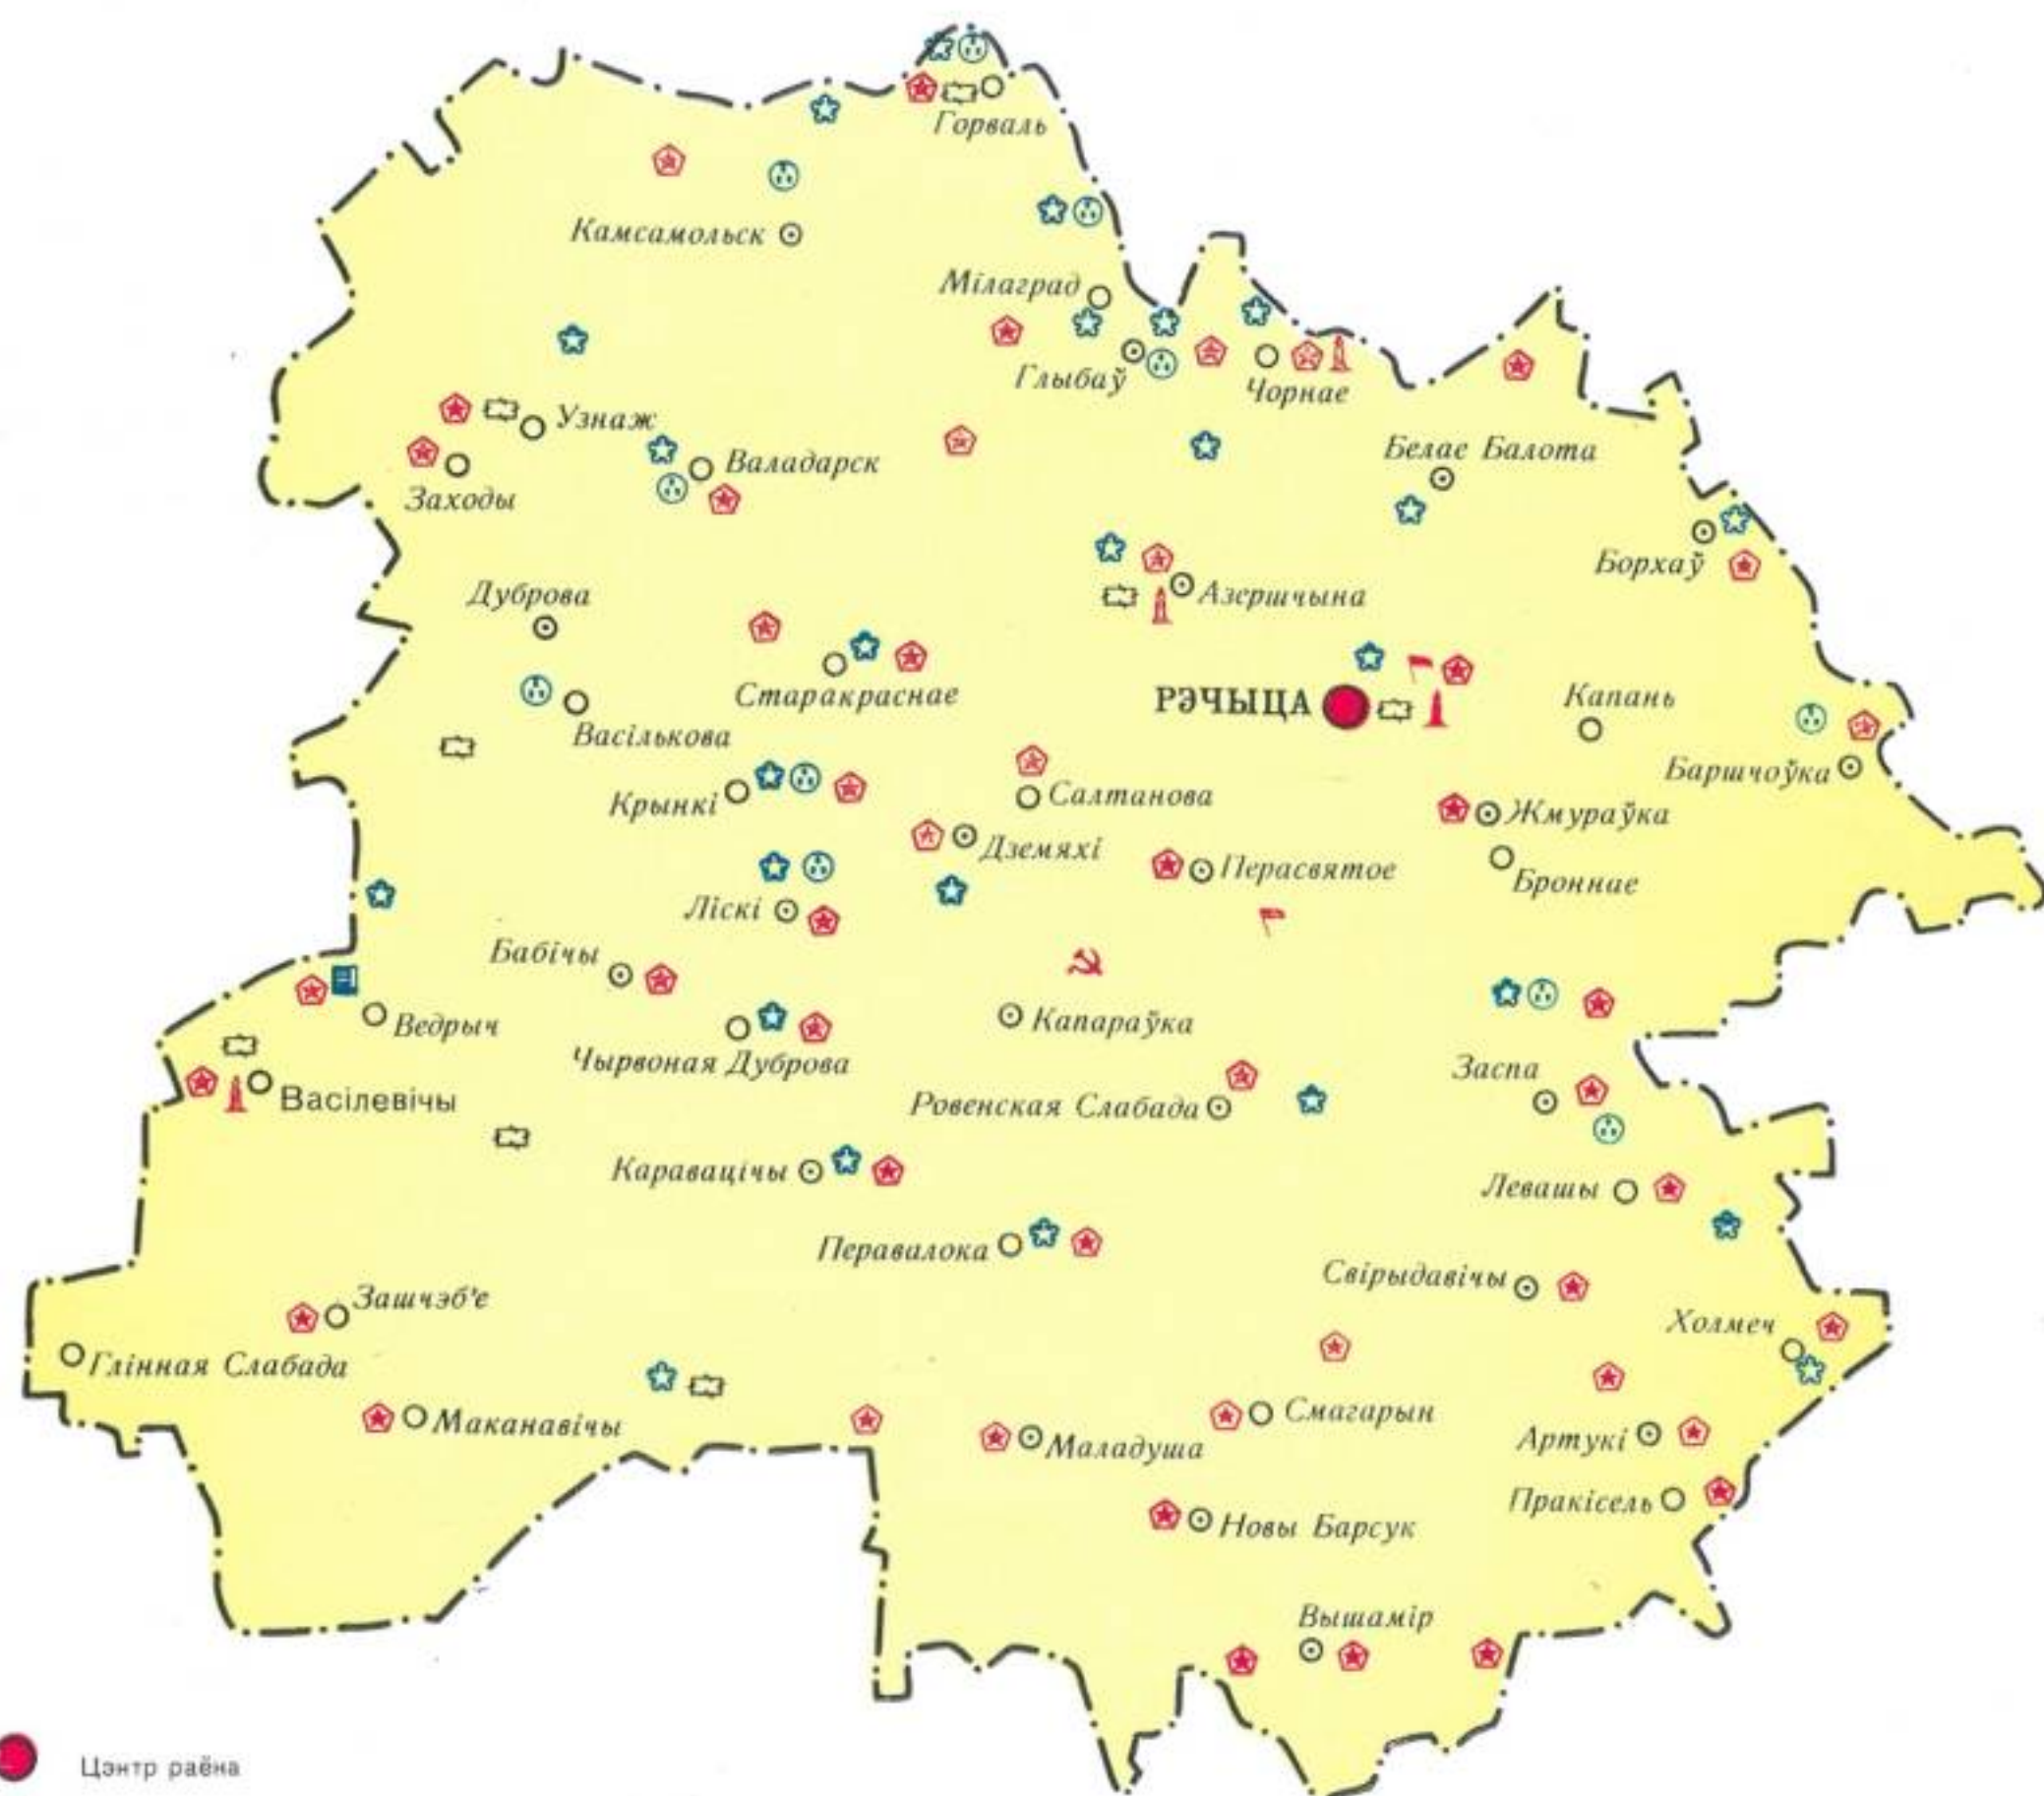 Горваль
Камсамольск
Мілаград
Глыбаў
Чорнае
Узнаж
Валадарск
Белае Балота
Заходы
Борхаў
Дуброва
Азершчына
Старакраснае
РЭЧЫЦА
Капань
Васількова
Баршчоўка
Крынкі
Салтанова
Жмураўка
Дземяхі
Перасвятое
Броннае
Ліскі
Бабічы
Ведрыч
Капараўка
Чырвоная Дуброва
Заспа
Васілевічы
Ровенская Слабада
Каравацічы
Левашы
Перавалока
Свірыдавічы
Зашчэб'е
Холмеч
Глінная Слабада
Маканавічы
Смагарын
Маладуша
Артукі
Пракісель
Новы Барсук
Вышамір
Цэнтр раёна